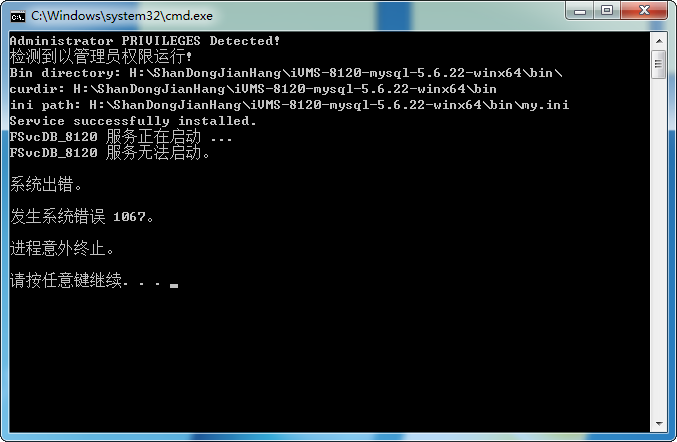 C:\Windows\system32\cmd.exe
Administrator PRIVILEGES Detected!
检测到以管理员权限运行!
Bin directory: H:\ShanDongJianHang\iVMS-8120-mysql-5.6.22-winx64\bin\
curdir: H:\ShanDongJianHang\iVMS-8120-mysql-5.6.22-winx64\bin
ini path: H:\ShanDongJianHang\iVMS-8120-mysql-5.6.22-winx64\bin\my.ini
Service successfully installed.
FSvcDB_8120 服务正在启动 ...
FSvcDB_8120 服务无法启动。
系统出错。
发生系统错误 1067。
进程意外终止。
请按任意键继续. . .